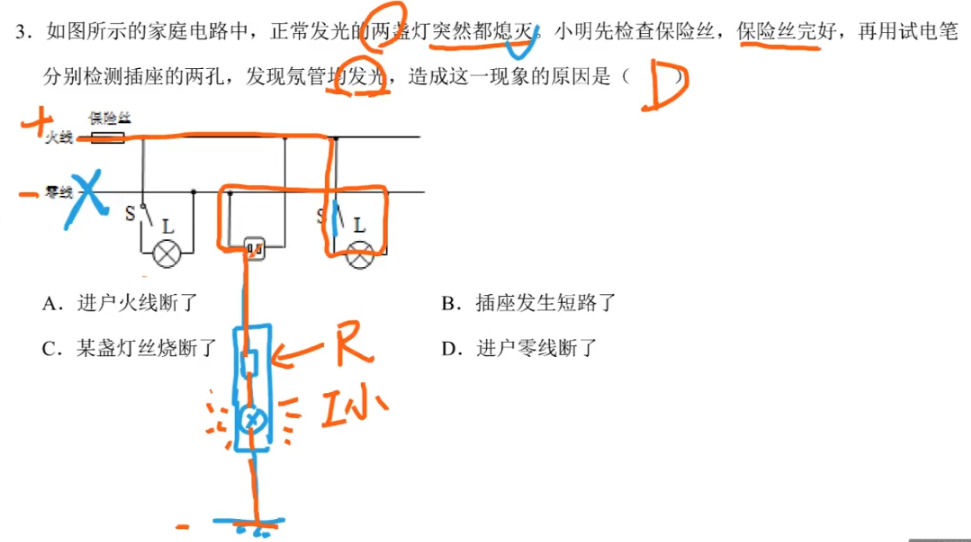 3. 如图所示的家庭电路中，正常发光的两盏灯突然都熄灭。小明先检查保险丝，保险丝完好，再用试电笔
分别检测插座的两孔，发现氖管均发光，造成这一现象的原因是（ D ）
保险丝
+
火线
- 零线
S L
S L
A. 进户火线断了
B. 插座发生短路了
C. 某盏灯丝烧断了
D. 进户零线断了
R
I小
-